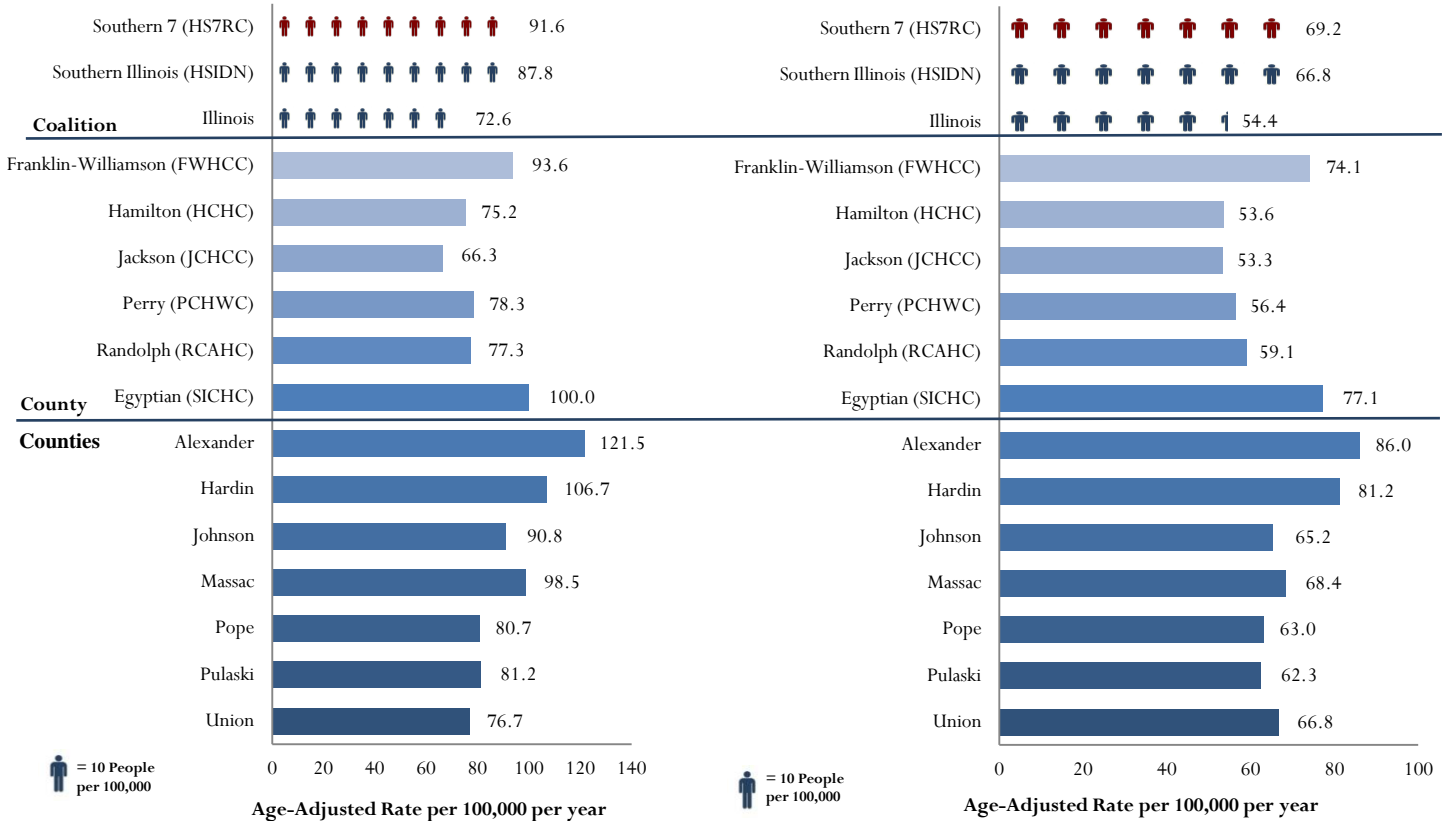 Southern 7 (HS7RC) 91.6
Southern Illinois (HSIDN) 87.8
Illinois 72.6
Coalition
Franklin-Williamson (FWHCC) 93.6
Hamilton (HCHC) 75.2
Jackson (JCHCC) 66.3
Perry (PCHWC) 78.3
Randolph (RCAHC) 77.3
Egyptian (SICHC) 100.0
County
Counties
Alexander 121.5
Hardin 106.7
Johnson 90.8
Massac 98.5
Pope 80.7
Pulaski 81.2
Union 76.7
0 20 40 60 80 100 120 140
= 10 People
per 100,000
Age-Adjusted Rate per 100,000 per year
Southern 7 (HS7RC) 69.2
Southern Illinois (HSIDN) 66.8
Illinois 54.4
Franklin-Williamson (FWHCC) 74.1
Hamilton (HCHC) 53.6
Jackson (JCHCC) 53.3
Perry (PCHWC) 56.4
Randolph (RCAHC) 59.1
Egyptian (SICHC) 77.1
Alexander 86.0
Hardin 81.2
Johnson 65.2
Massac 68.4
Pope 63.0
Pulaski 62.3
Union 66.8
0 20 40 60 80 100
= 10 People
per 100,000
Age-Adjusted Rate per 100,000 per year